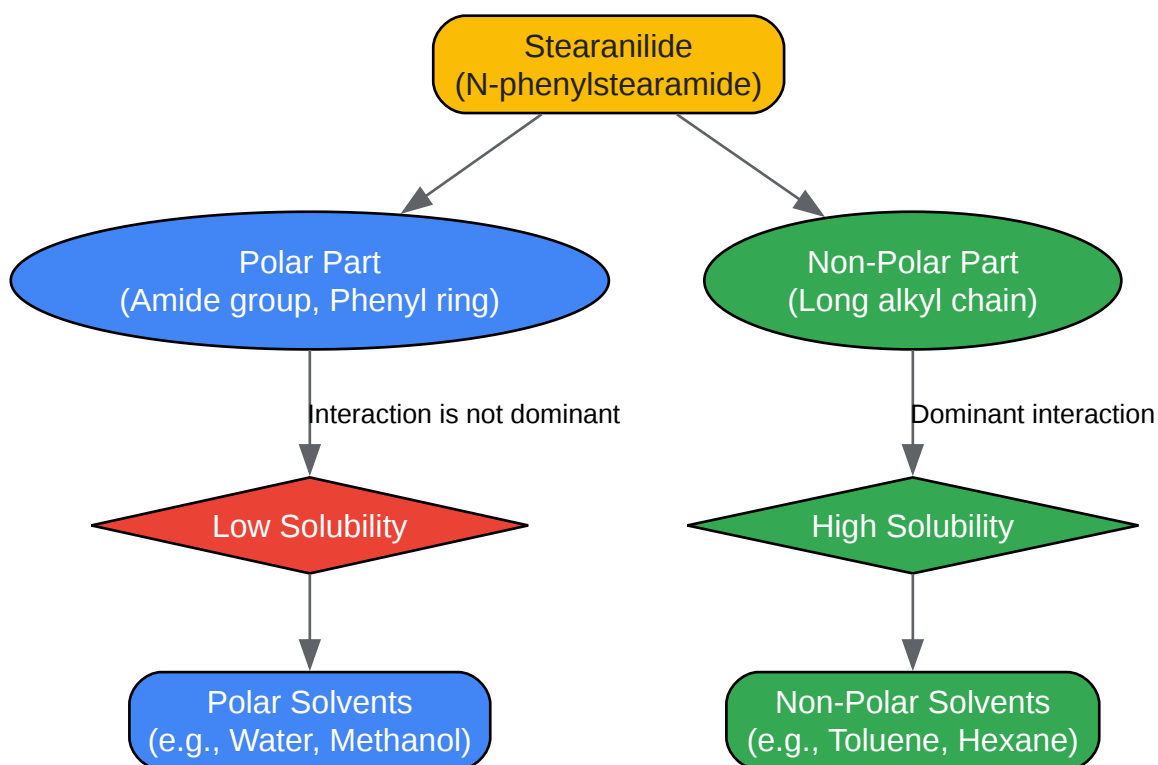 Stearanilide
(N-phenylstearamide)
Polar Part
(Amide group, Phenyl ring)
Non-Polar Part
(Long alkyl chain)
Interaction is not dominant
Dominant interaction
Low Solubility
High Solubility
Polar Solvents
(e.g., Water, Methanol)
Non-Polar Solvents
(e.g., Toluene, Hexane)